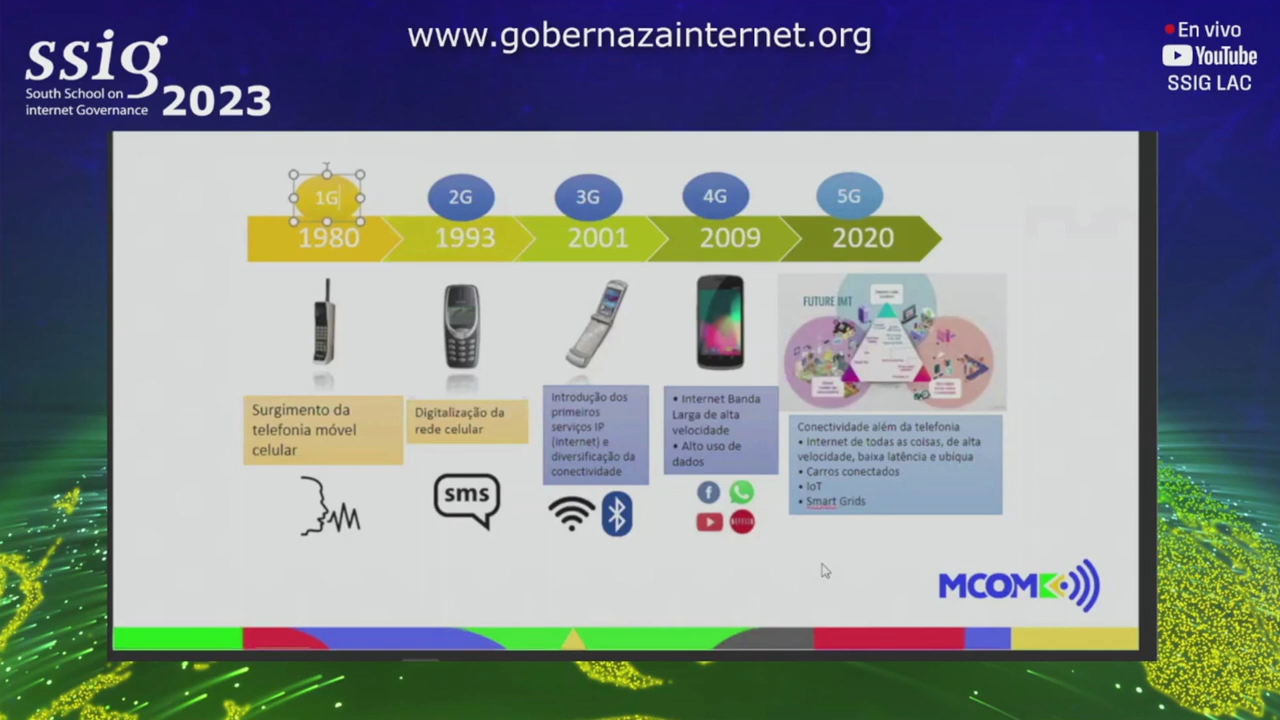 www.gobernazainternet.org
ssig
South School on
internet Governance
2023
En vivo
YouTube
SSIG LAC
1G
2G
3G
4G
5G
1980
1993
2001
2009
2020
FUTURE IMT
Surgimento da
telefonia móvel
celular
Digitalização da
rede celular
Introdução dos
primeiros
serviços IP
(internet) e
diversificação da
conectividade
• Internet Banda
Larga de alta
velocidade
• Alto uso de
dados
Conectividade além da telefonia
• Internet de todas as coisas, de alta
velocidade, baixa latência e ubíqua
• Carros conectados
• IoT
• Smart Grids
sms
NETFLIX
MCOM